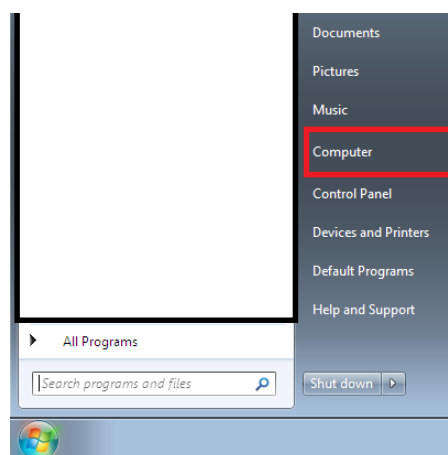 Documents
Pictures
Music
Computer
Control Panel
Devices and Printers
Default Programs
Help and Support
All Programs
Search programs and files
Shut down